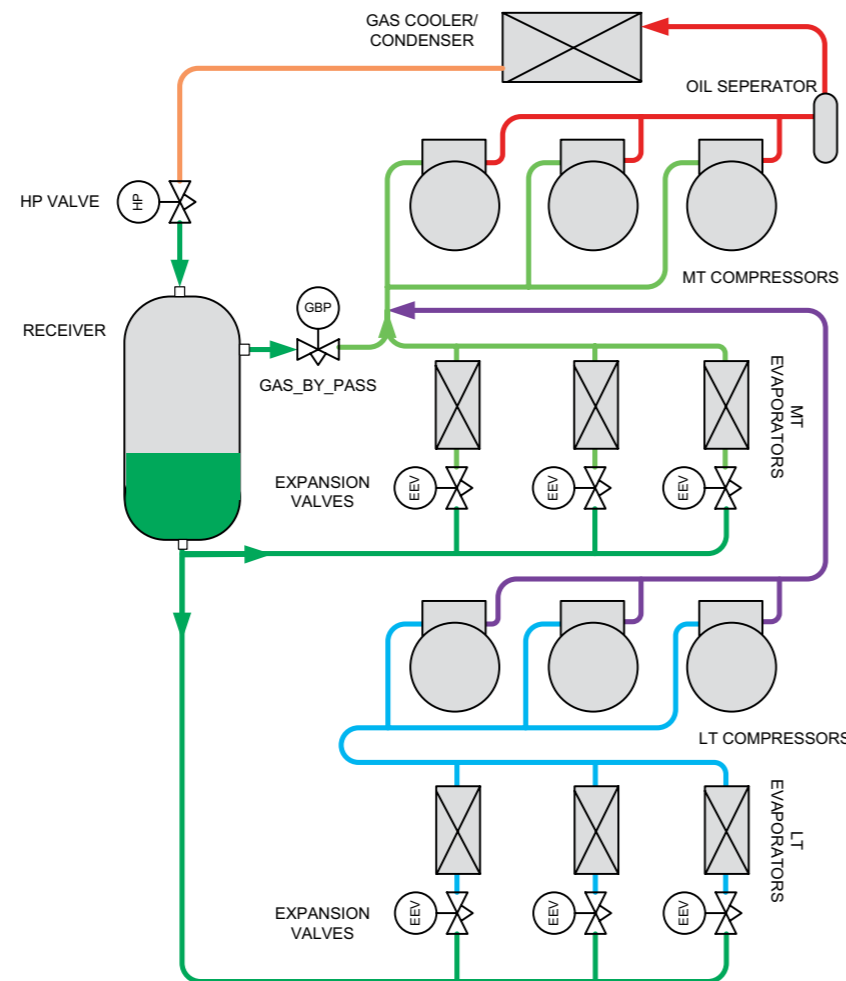 GAS COOLER/
CONDENSER
OIL SEPERATOR
HP VALVE
HP
MT COMPRESSORS
RECEIVER
GBP
GAS_BY_PASS
MT
EVAPORATORS
EXPANSION
VALVES
EEV
EEV
EEV
LT COMPRESSORS
LT
EVAPORATORS
EXPANSION
VALVES
EEV
EEV
EEV